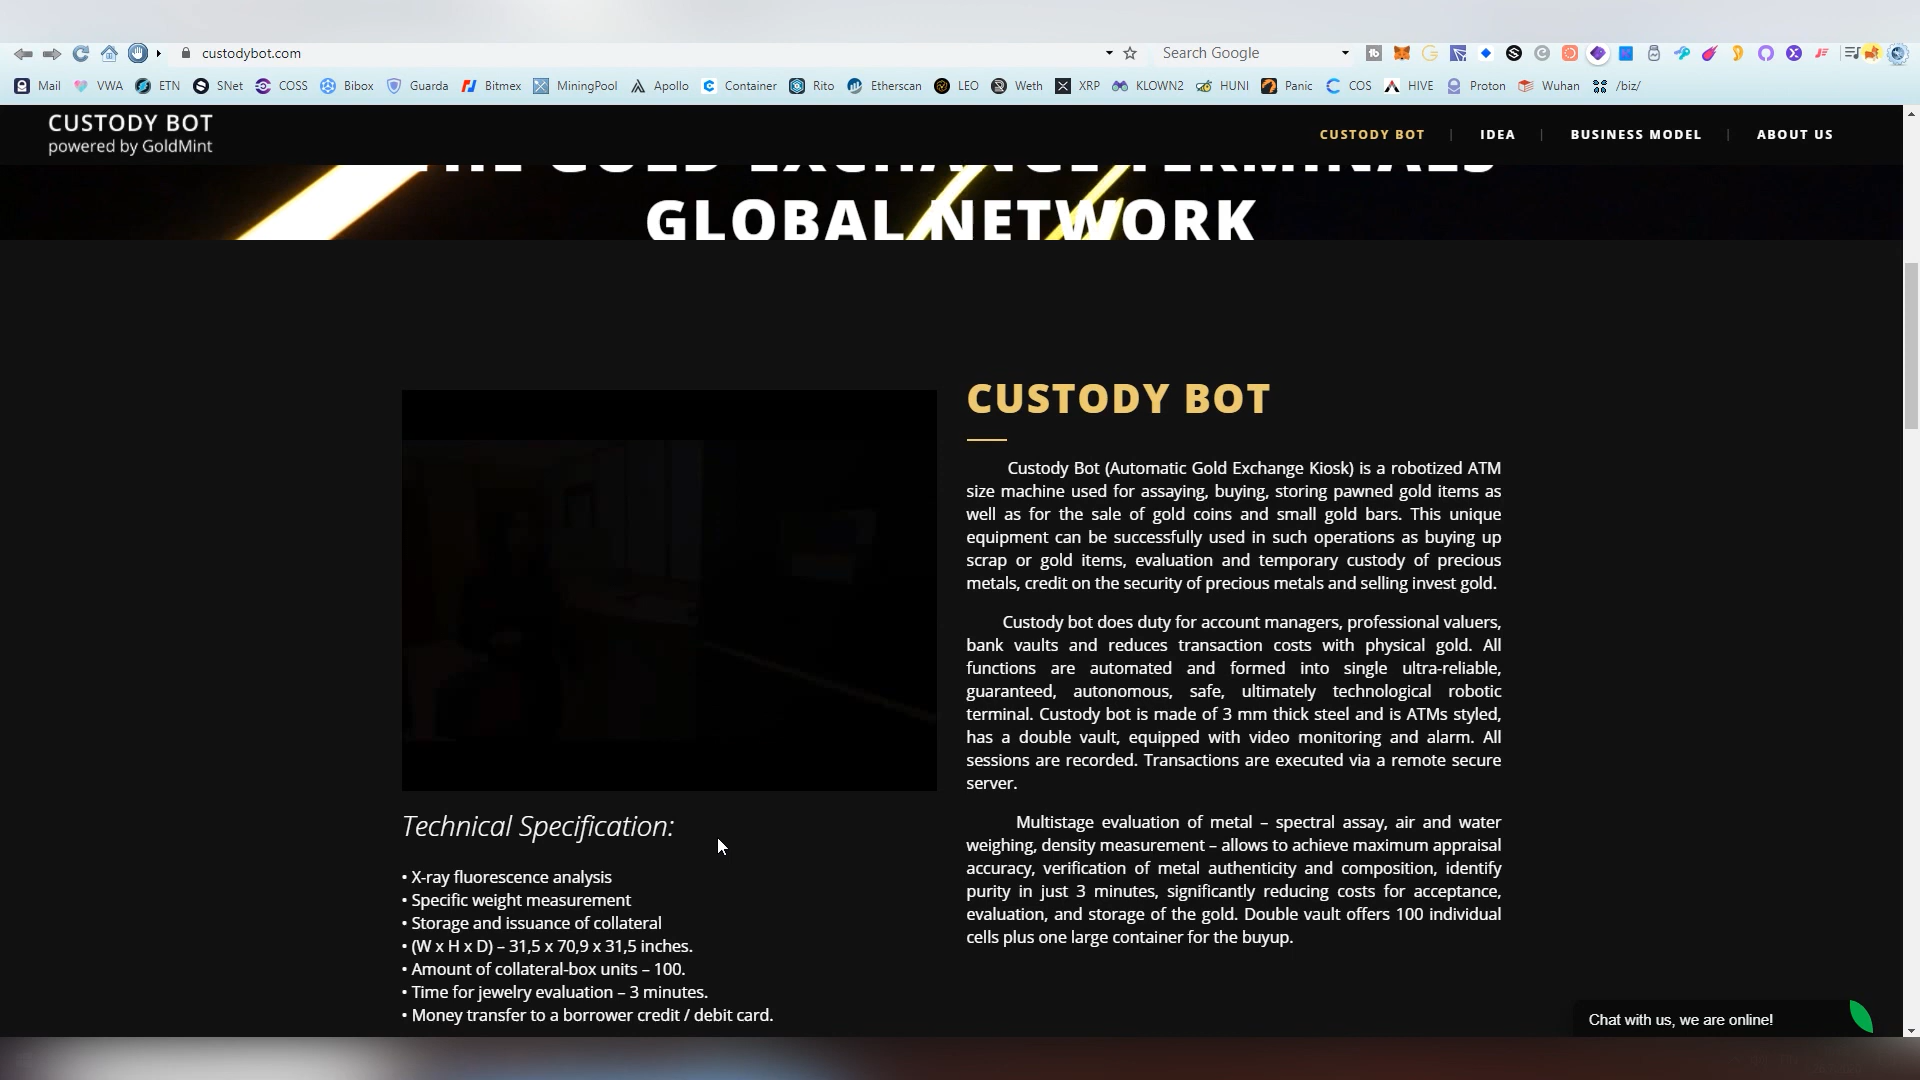 custodybot.com
Search Google
Mail VWA ETN SNet COSS Bibox Guarda Bitmex MiningPool Apollo Container Rito Etherscan LEO Weth XRP KLOWN2 HUNI Panic COS HIVE Proton Wuhan /biz/
CUSTODY BOT
powered by GoldMint
CUSTODY BOT | IDEA | BUSINESS MODEL | ABOUT US
THE GOLD EXCHANGE TERMINALS
GLOBAL NETWORK
CUSTODY BOT
Custody Bot (Automatic Gold Exchange Kiosk) is a robotized ATM
size machine used for assaying, buying, storing pawned gold items as
well as for the sale of gold coins and small gold bars. This unique
equipment can be successfully used in such operations as buying up
scrap or gold items, evaluation and temporary custody of precious
metals, credit on the security of precious metals and selling invest gold.
Custody bot does duty for account managers, professional valuers,
bank vaults and reduces transaction costs with physical gold. All
functions are automated and formed into single ultra-reliable,
guaranteed, autonomous, safe, ultimately technological robotic
terminal. Custody bot is made of 3 mm thick steel and is ATMs styled,
has a double vault, equipped with video monitoring and alarm. All
sessions are recorded. Transactions are executed via a remote secure
server.
Multistage evaluation of metal – spectral assay, air and water
weighing, density measurement – allows to achieve maximum appraisal
accuracy, verification of metal authenticity and composition, identify
purity in just 3 minutes, significantly reducing costs for acceptance,
evaluation, and storage of the gold. Double vault offers 100 individual
cells plus one large container for the buyup.
Technical Specification:
• X-ray fluorescence analysis
• Specific weight measurement
• Storage and issuance of collateral
• (W x H x D) – 31,5 x 70,9 x 31,5 inches.
• Amount of collateral-box units – 100.
• Time for jewelry evaluation – 3 minutes.
• Money transfer to a borrower credit / debit card.
Chat with us, we are online!